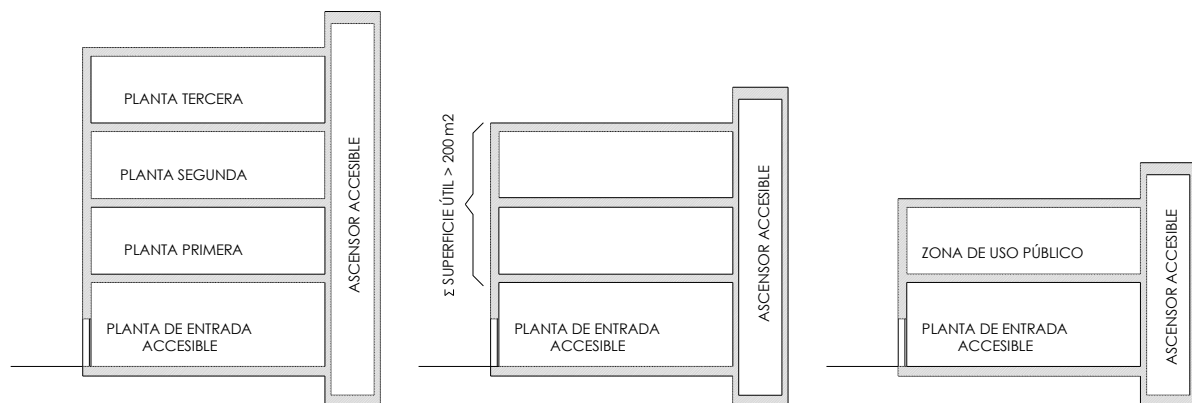 PLANTA TERCERA
PLANTA SEGUNDA
PLANTA PRIMERA
PLANTA DE ENTRADA
ACCESIBLE
ASCENSOR ACCESIBLE
Σ SUPERFICIE ÚTIL > 200 m2
PLANTA DE ENTRADA
ACCESIBLE
ASCENSOR ACCESIBLE
ZONA DE USO PÚBLICO
PLANTA DE ENTRADA
ACCESIBLE
ASCENSOR ACCESIBLE